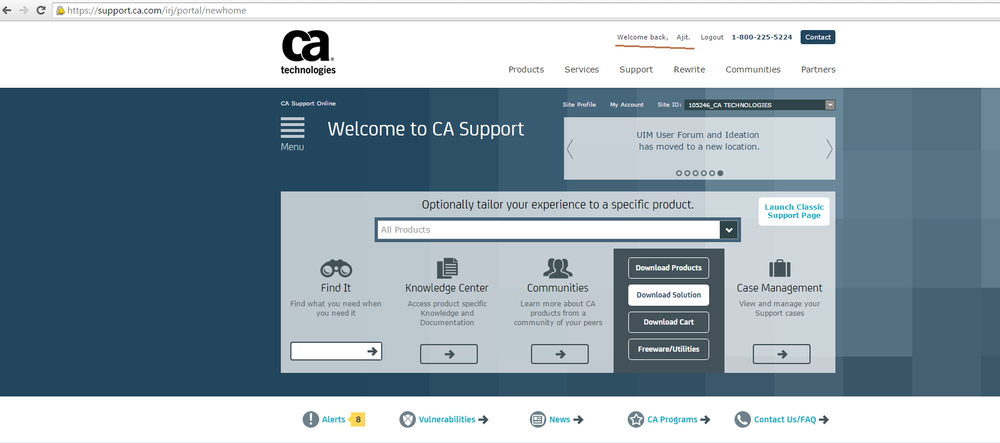 https://support.ca.com/irj/portal/newhome
ca
technologies
Welcome back, Ajit. Logout 1-800-225-5224 Contact
Products Services Support Rewrite Communities Partners
CA Support Online
Site Profile My Account Site ID: 105246_CA TECHNOLOGIES
Menu
Welcome to CA Support
UIM User Forum and Ideation
has moved to a new location.
Optionally tailor your experience to a specific product.
Launch Classic
Support Page
All Products
Find It
Find what you need when
you need it
Knowledge Center
Access product specific
Knowledge and
Documentation
Communities
Learn more about CA
products from a
community of your peers
Download Products
Download Solution
Download Cart
Freeware/Utilities
Case Management
View and manage your
Support cases
Alerts 8 Vulnerabilities News CA Programs Contact Us/FAQ